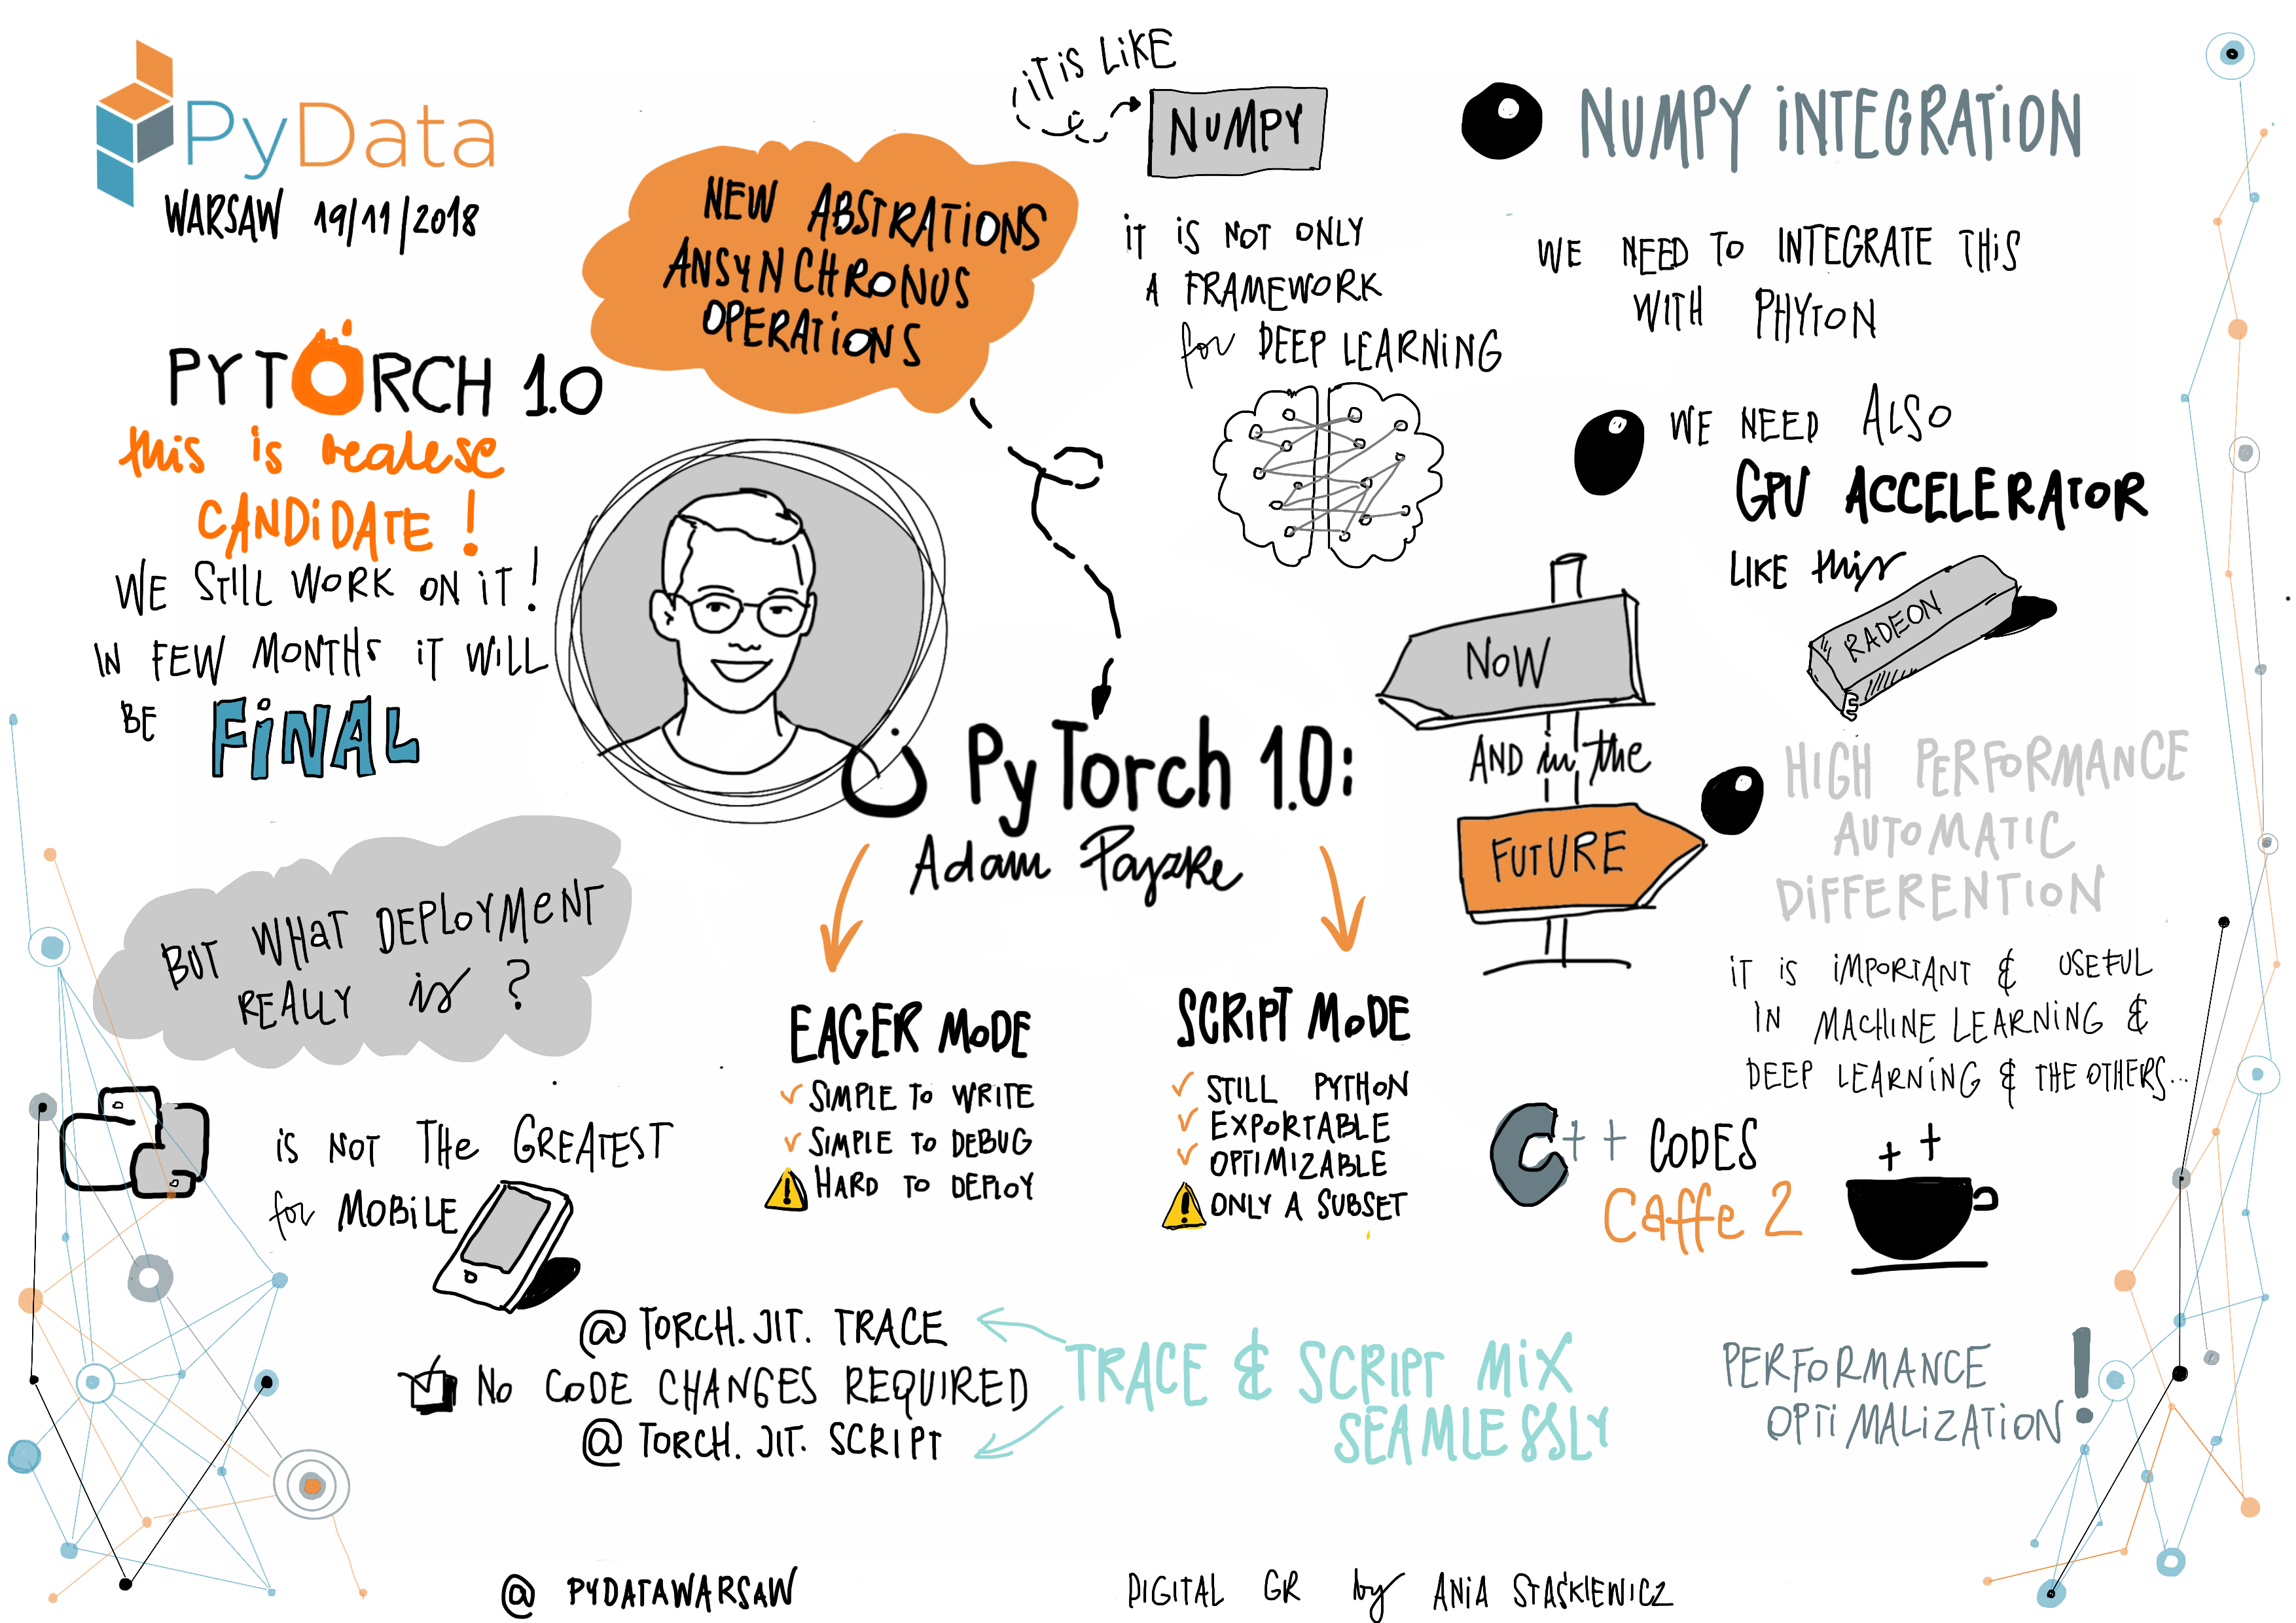 PyData
WARSAW 19/11/2018
PYTORCH 1.0
this is realese
CANDiDATE!
WE STILL WORK ON iT!
IN FEW MONTHS iT WiLL
BE FiNAL
NEW ABSTRATiONS
ANSYNCHRONUS
OPERATiONS
iT iS LiKE
NUMPY
iT iS NOT ONLY
A FRAMEWORK
for DEEP LEARNiNG
NUMPY iNTEGRATiON
WE NEED TO INTEGRATE THiS
WITH PHYTON
WE NEED ALSO
GPU ACCELERATOR
LIKE this
RADEON
NOW
AND in the
FUTURE
PyTorch 1.0:
Adam Payzke
HIGH PERFORMANCE
AUTOMATIC
DiFFERENTION
iT IS iMPORTANT & USEFUL
IN MACHINE LEARNING &
DEEP LEARNING & THE OTHERS...
BUT WHaT DEPLOYMENT
REALLY is ?
iS NOT THe GREATEST
for MOBiLE
EAGER MODE
SIMPLE TO WRITE
SIMPLE TO DEBUG
HARD TO DEPLOY
SCRiPT MODE
STILL PYTHON
EXPORTABLE
OPTIMIZABLE
ONLY A SUBSET
C++ CODES
Caffe 2
++
@ TORCH. JIT. TRACE
NO CODE CHANGES REQUIRED
@ TORCH. JIT. SCRIPT
TRACE & SCRIPT MiX
SEAMLESSLY
PERFORMANCE
OPTiMALiZATiON!
@ PYDATAWARSAW
DIGITAL GR by ANiA STAŚKIEWICZ